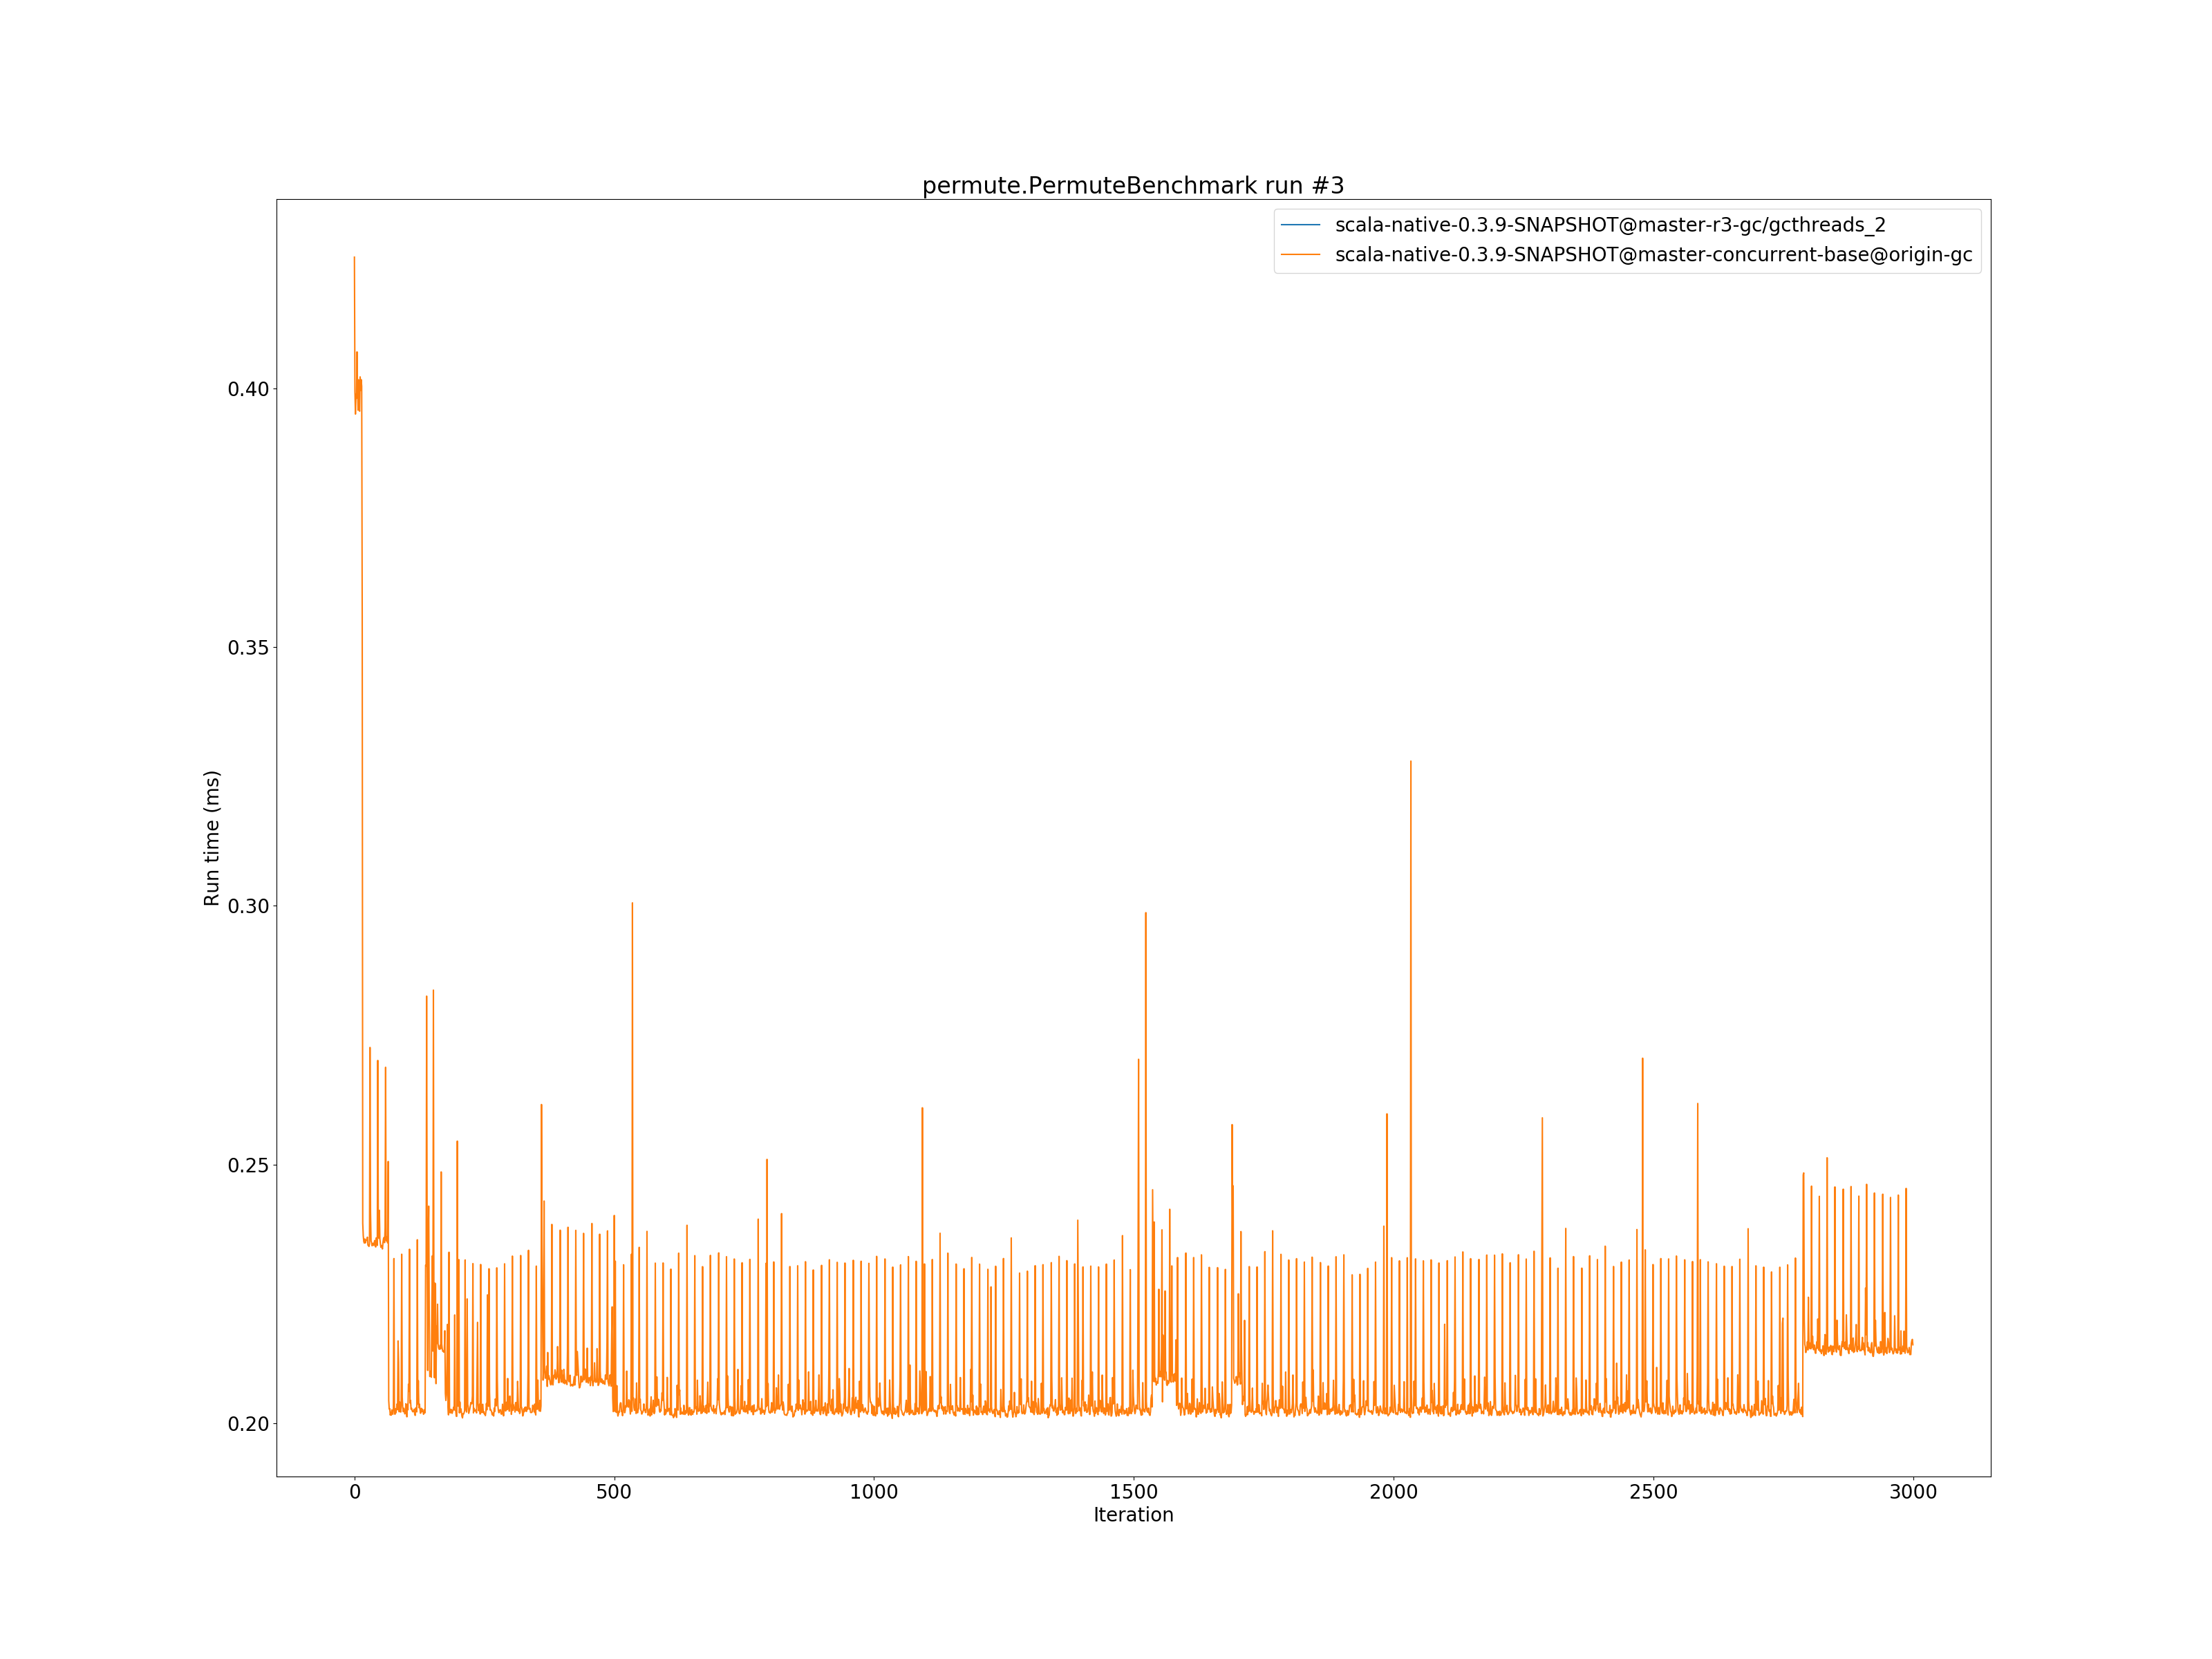 permute.PermuteBenchmark run #3
scala-native-0.3.9-SNAPSHOT@master-r3-gc/gcthreads_2
scala-native-0.3.9-SNAPSHOT@master-concurrent-base@origin-gc
0.40
0.35
0.30
0.25
0.20
Run time (ms)
0 500 1000 1500 2000 2500 3000
Iteration